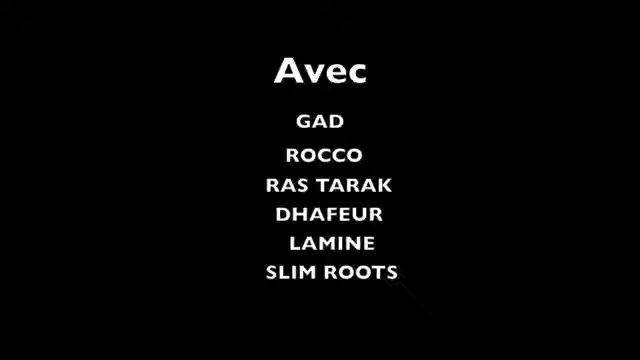 Avec
GAD
ROCCO
RAS TARAK
DHAFEUR
LAMINE
SLIM ROOTS